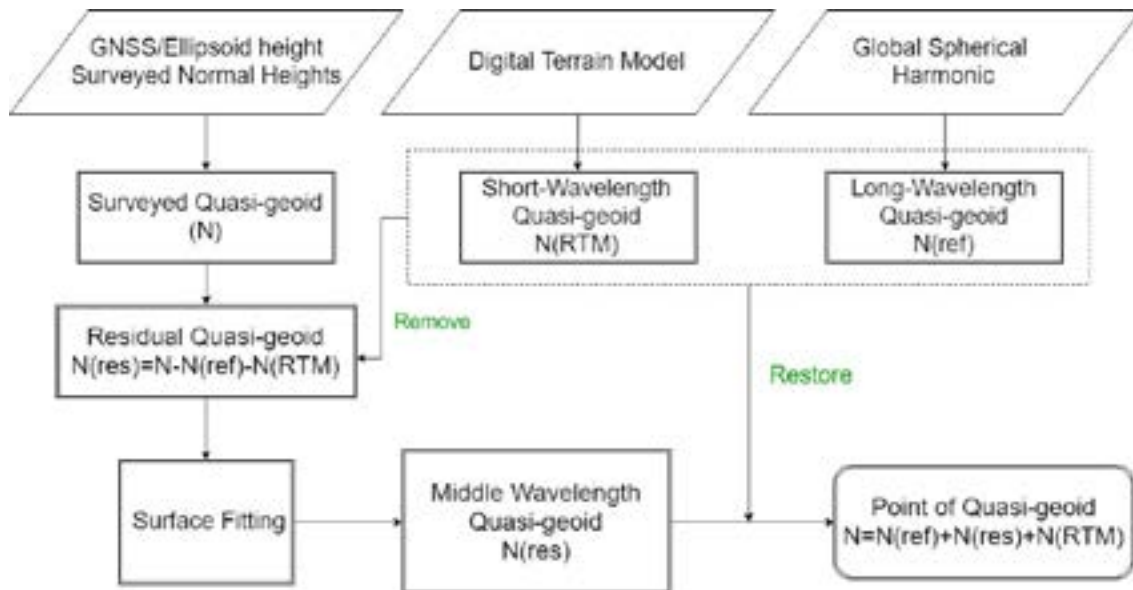 GNSS/Ellipsoid height
Surveyed Normal Heights
Digital Terrain Model
Global Spherical
Harmonic
Surveyed Quasi-geoid
(N)
Short-Wavelength
Quasi-geoid
N(RTM)
Long-Wavelength
Quasi-geoid
N(ref)
Residual Quasi-geoid
N(res)=N-N(ref)-N(RTM)
Remove
Restore
Surface Fitting
Middle Wavelength
Quasi-geoid
N(res)
Point of Quasi-geoid
N=N(ref)+N(res)+N(RTM)